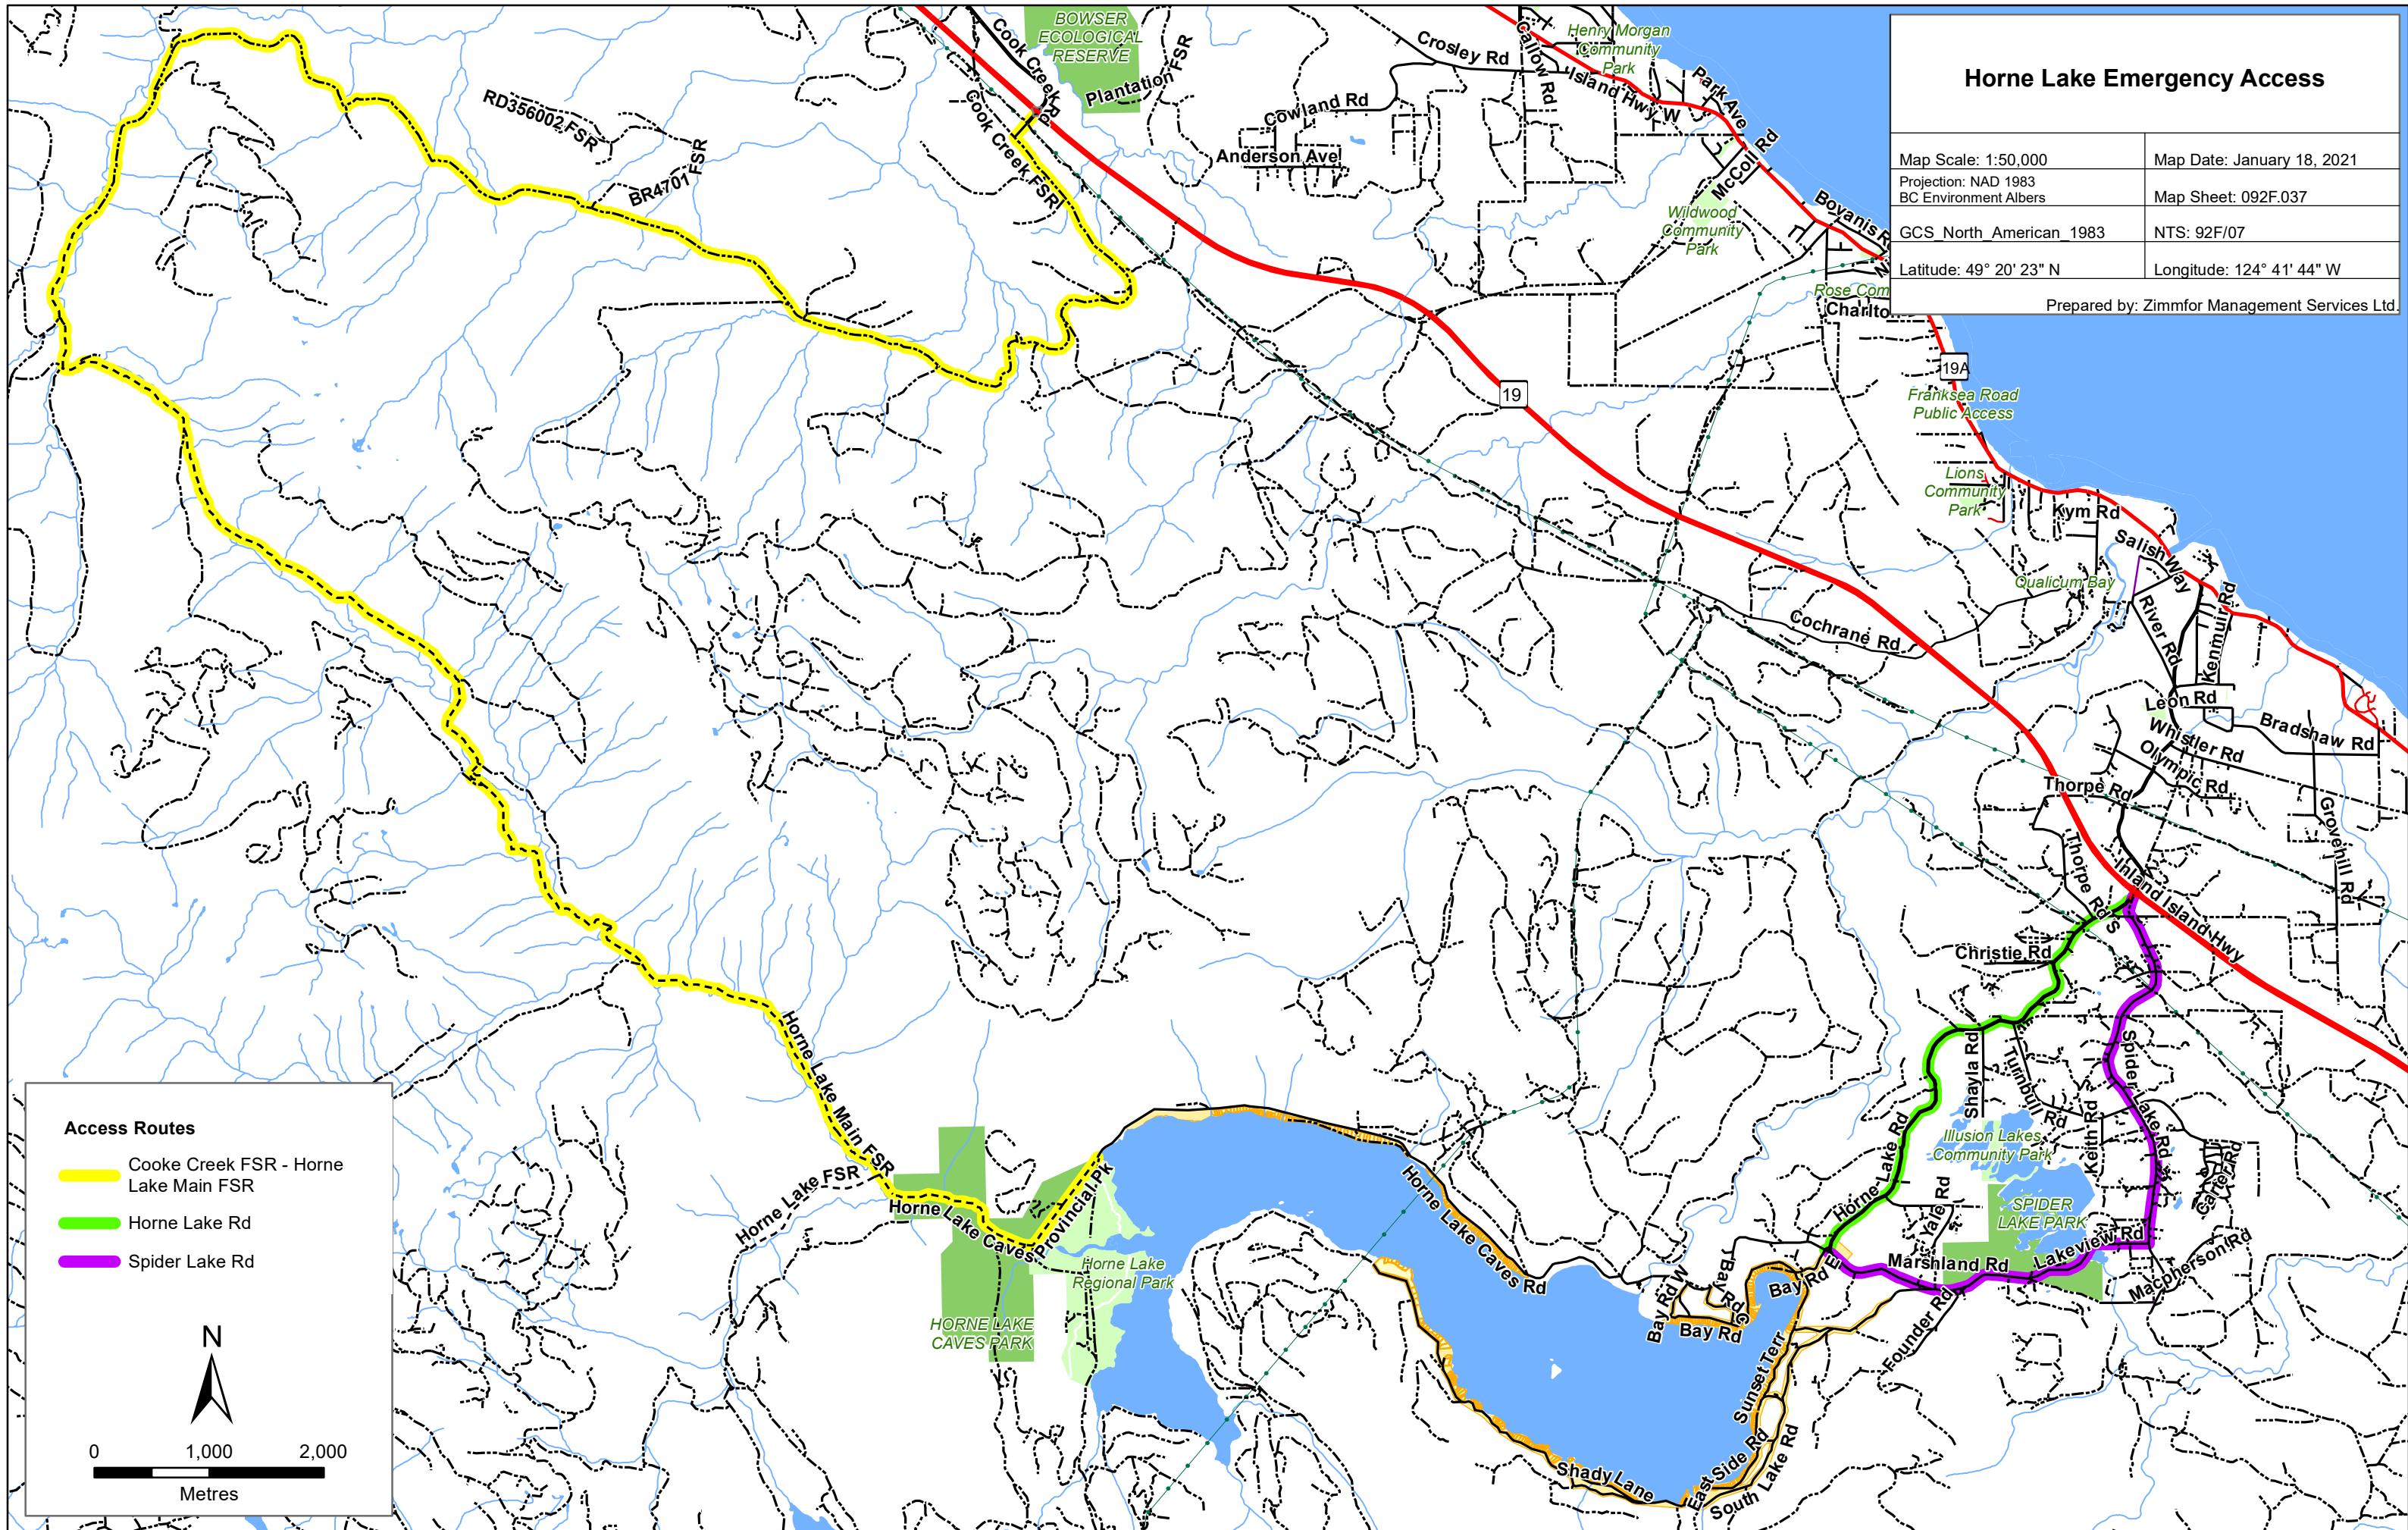 Horne Lake Emergency Access
Map Scale: 1:50,000
Map Date: January 18, 2021
Projection: NAD 1983
BC Environment Albers
Map Sheet: 092F.037
GCS_North_American_1983
NTS: 92F/07
Latitude: 49° 20' 23" N
Longitude: 124° 41' 44" W
Prepared by: Zimmfor Management Services Ltd.
BOWSER
ECOLOGICAL
RESERVE
Cook Creek Rd
Plantation FSR
Cook Creek FSR
RD356002 FSR
BR4701 FSR
Crosley Rd
Callow Rd
Henry Morgan
Community
Park
Island Hwy W
Park Ave
Cowland Rd
Anderson Ave
McColl Rd
Wildwood
Community
Park
Bovanis R
Rose Com
Charlto
19A
19
Franksea Road
Public Access
Lions
Community
Park
Kym Rd
Salish Way
Qualicum Bay
River Rd
Kenmuir Rd
Cochrane Rd
Leon Rd
Bradshaw Rd
Whistler Rd
Olympic Rd
Thorpe Rd
Grovehill Rd
Thorpe Rd S
Inland Island Hwy
Christie Rd
Shayla Rd
Turnbull Rd
Spider Lake Rd
Keith Rd
Illusion Lakes
Community Park
Carter Rd
Horne Lake Rd
Yale Rd
SPIDER
LAKE PARK
Lakeview Rd
Marshland Rd
Macpherson Rd
Founder Rd
Horne Lake Main FSR
Horne Lake FSR
Horne Lake Caves
Provincial Pk
Horne Lake
Regional Park
HORNE LAKE
CAVES PARK
Horne Lake Caves Rd
Bay Rd W
Bay Rd C
Bay Rd
Bay Rd E
Sunset Terr
East Side Rd
South Lake Rd
Shady Lane
Access Routes
Cooke Creek FSR - Horne
Lake Main FSR
Horne Lake Rd
Spider Lake Rd
N
0 1,000 2,000
Metres